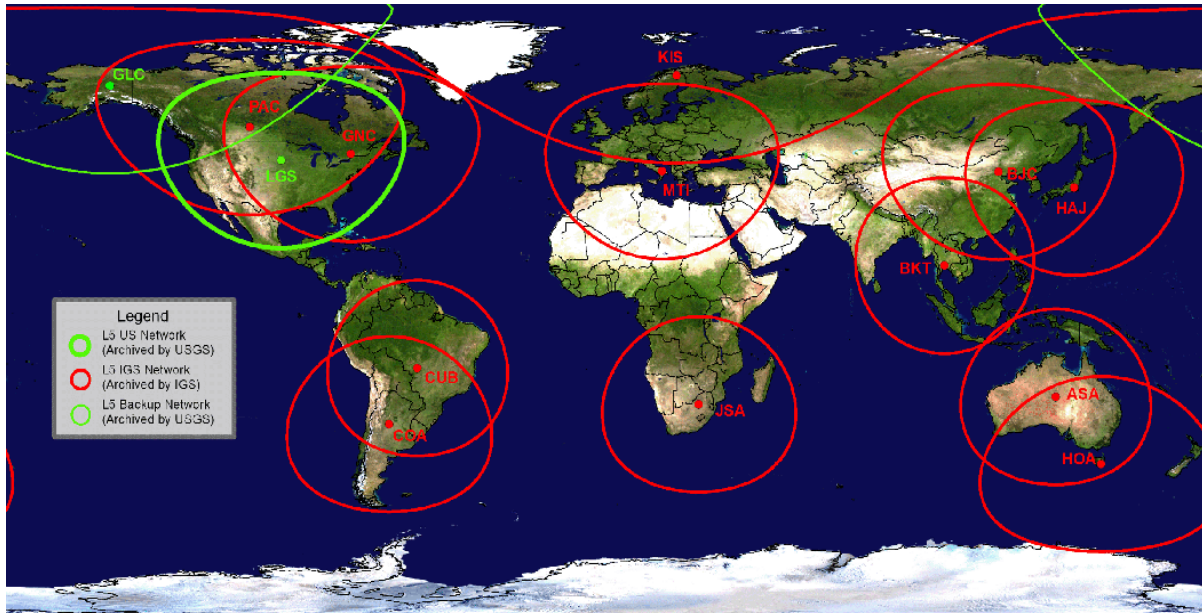 KIS
GLC
PAC
GNC
LGS
MTI
BJC
HAJ
BKT
Legend
L5 US Network
(Archived by USGS)
L5 IGS Network
(Archived by IGS)
L5 Backup Network
(Archived by USGS)
CUB
COA
JSA
ASA
HOA